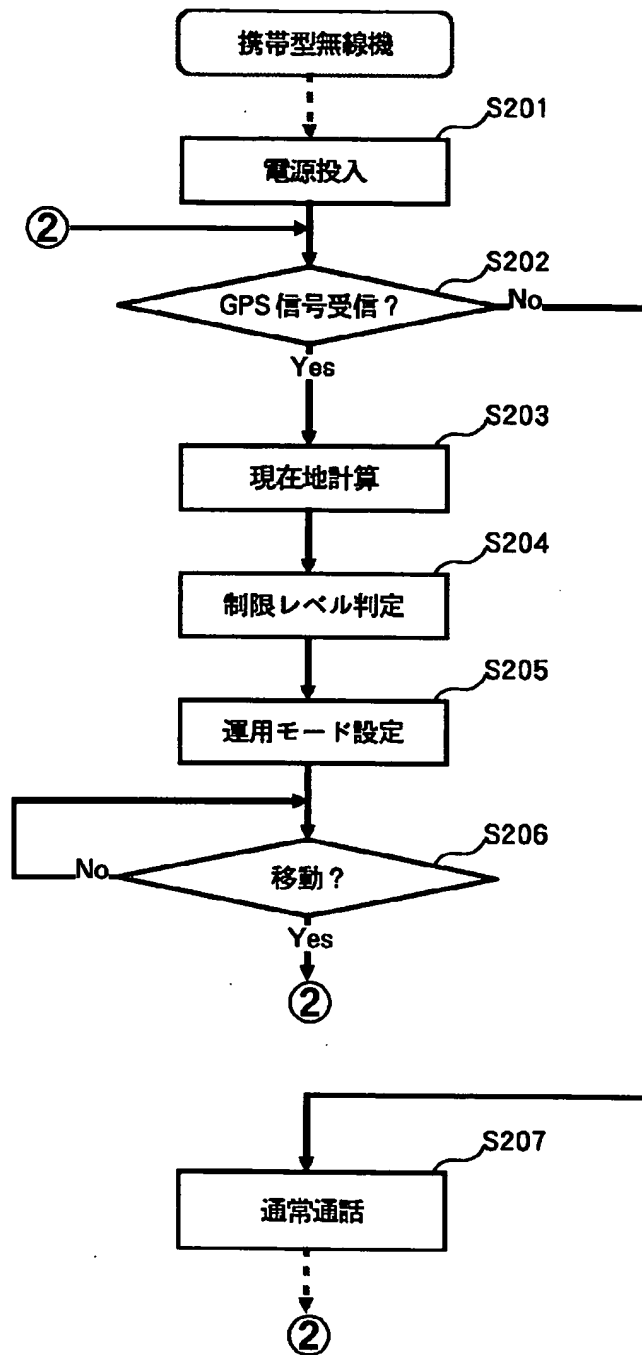 携帯型無線機
S201
電源投入
②
S202
GPS信号受信？
No
Yes
S203
現在地計算
S204
制限レベル判定
S205
運用モード設定
S206
移動？
No
Yes
②
S207
通常通話
②